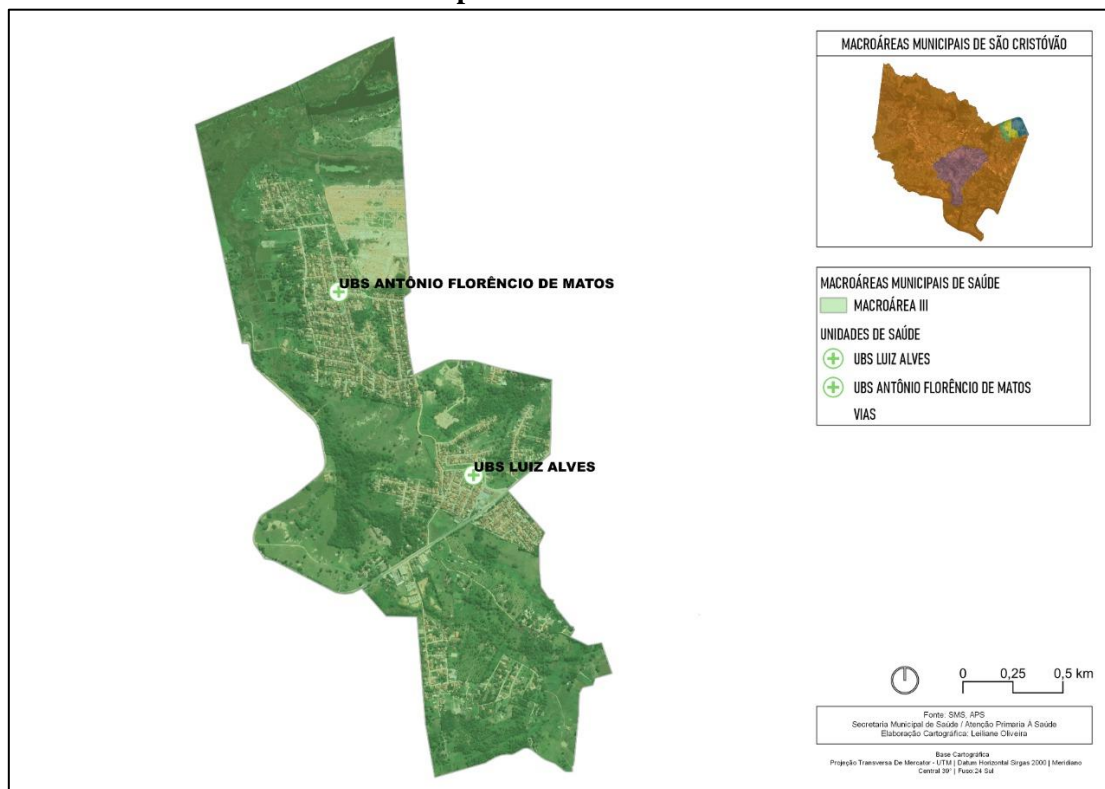 MACROÁREAS MUNICIPAIS DE SÃO CRISTÓVÃO
UBS ANTÔNIO FLORÊNCIO DE MATOS
UBS LUIZ ALVES
MACROÁREAS MUNICIPAIS DE SAÚDE
MACROÁREA III
UNIDADES DE SAÚDE
UBS LUIZ ALVES
UBS ANTÔNIO FLORÊNCIO DE MATOS
VIAS
0 0,25 0,5 km
Fonte: SMS, APS
Secretaria Municipal de Saúde / Atenção Primaria À Saúde
Elaboração Cartográfica: Leiliane Oliveira
Base Cartográfica
Projeção Transversa De Mercator - UTM | Datum Horizontal Sirgas 2000 | Meridiano
Central 39° | Fuso 24 Sul